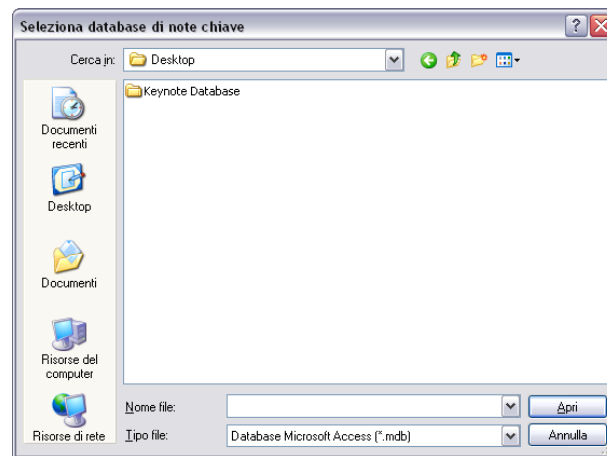 Seleziona database di note chiave
Cerca in:
Desktop
Keynote Database
Documenti
recenti
Desktop
Documenti
Risorse del
computer
Risorse di rete
Nome file:
Apri
Tipo file:
Database Microsoft Access (*.mdb)
Annulla